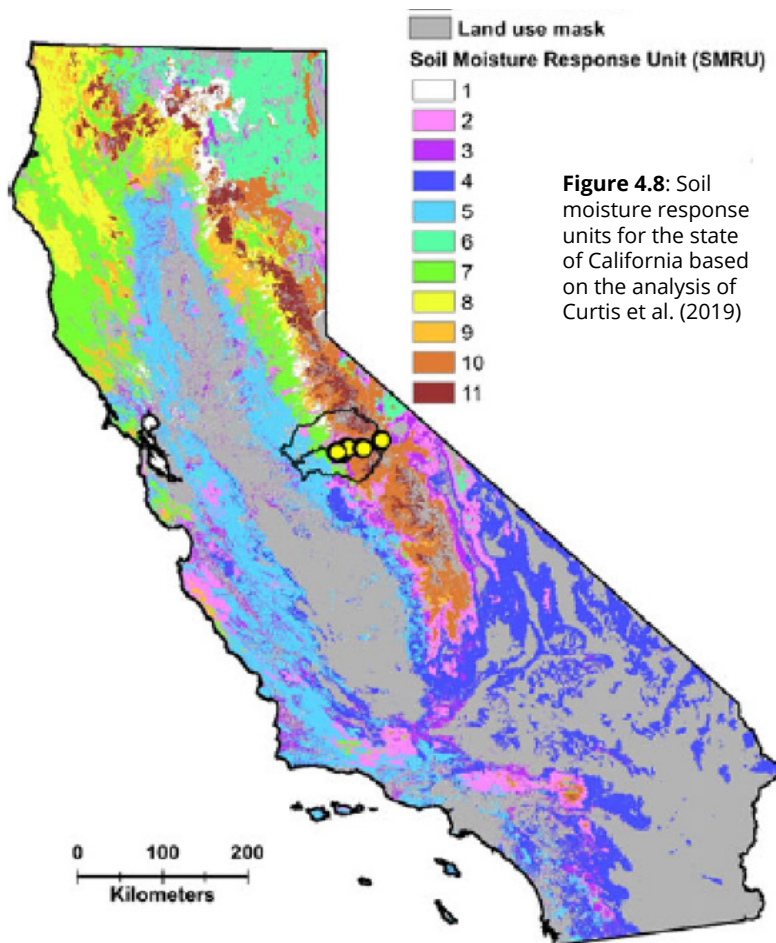 Land use mask
Soil Moisture Response Unit (SMRU)
1
2
3
4
5
6
7
8
9
10
11
Figure 4.8: Soil
moisture response
units for the state
of California based
on the analysis of
Curtis et al. (2019)
0 100 200
Kilometers